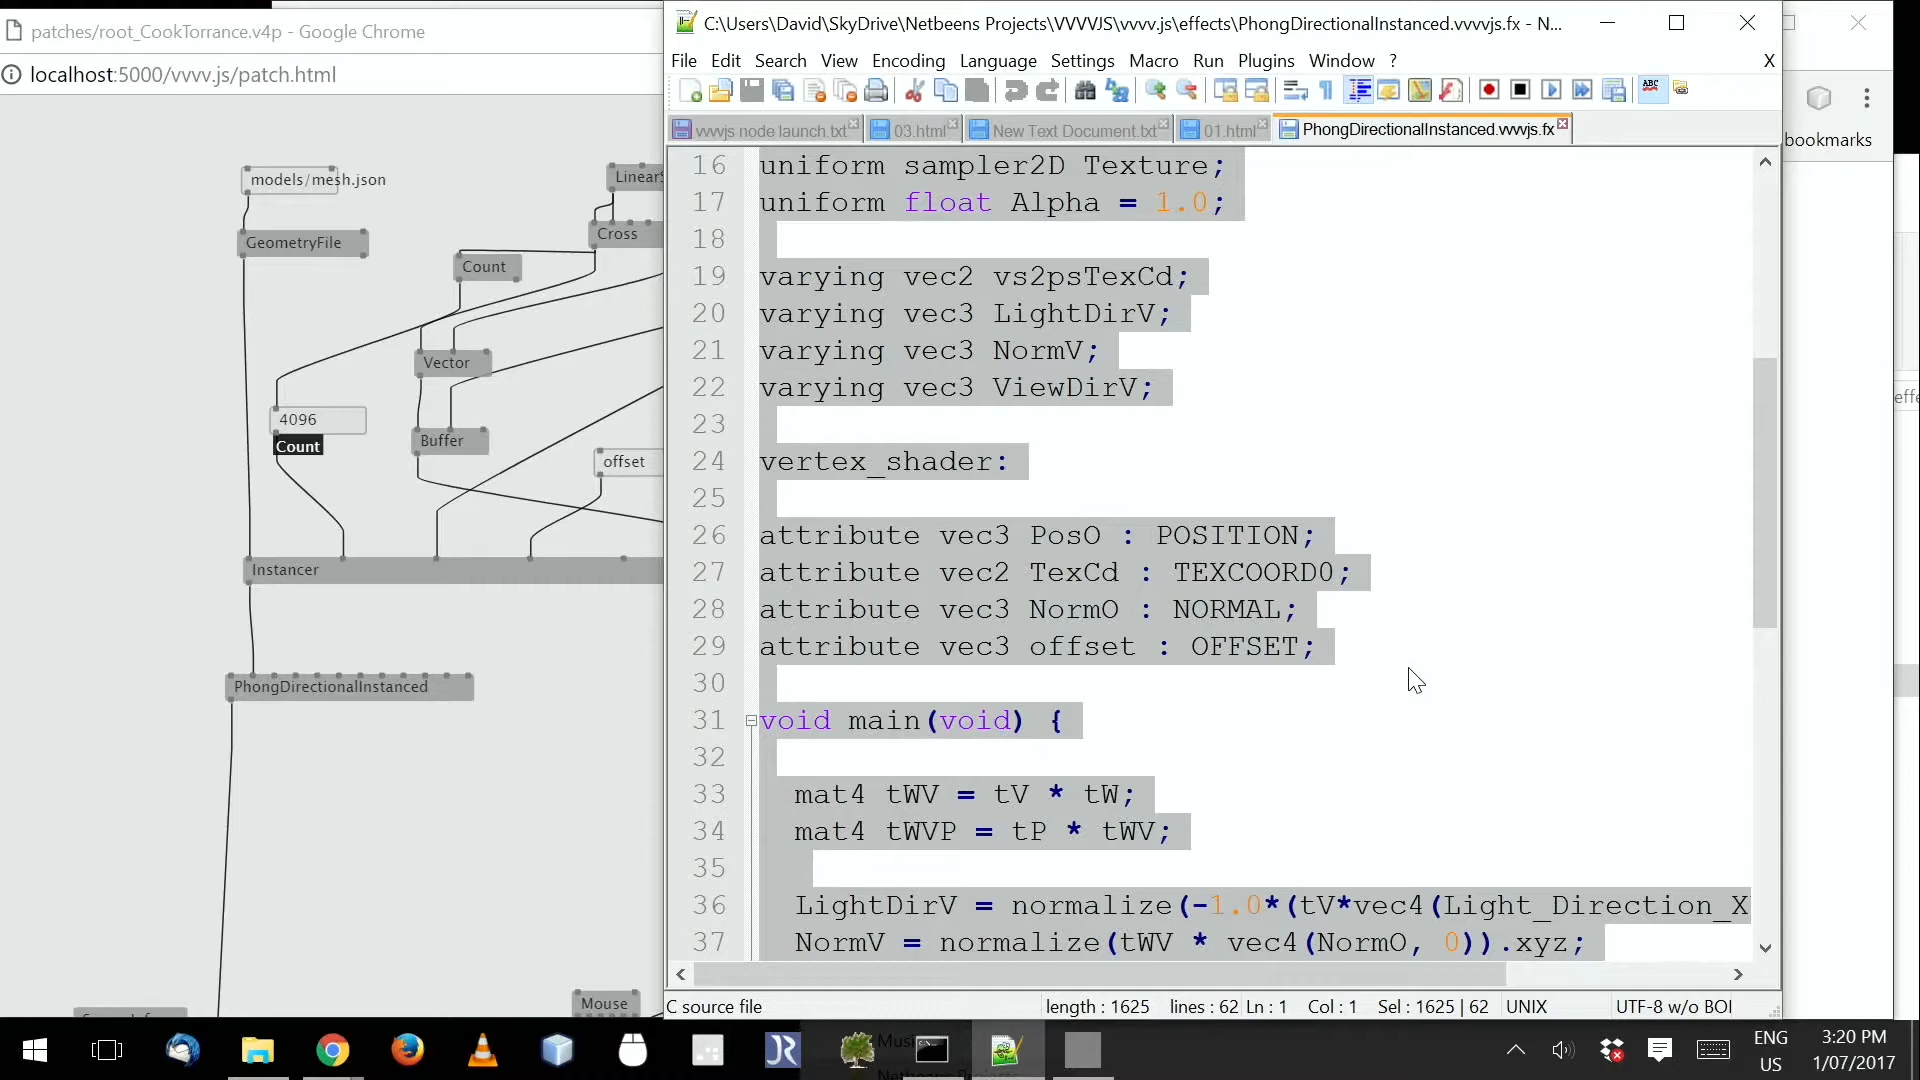 patches/root_CookTorrance.v4p - Google Chrome
localhost:5000/vvvv.js/patch.html
C:\Users\David\SkyDrive\Netbeens Projects\VVVVJS\vvvv.js\effects\PhongDirectionalInstanced.vvvvjs.fx - N...
File Edit Search View Encoding Language Settings Macro Run Plugins Window ? X
vvvvjs node launch.txt
03.html
New Text Document.txt
01.html
PhongDirectionalInstanced.vvvvjs.fx
bookmarks
models/mesh.json
GeometryFile
Cross
Count
Vector
4096
Count
Buffer
offset
Instancer
PhongDirectionalInstanced
Mouse
16 uniform sampler2D Texture;
17 uniform float Alpha = 1.0;
18
19 varying vec2 vs2psTexCd;
20 varying vec3 LightDirV;
21 varying vec3 NormV;
22 varying vec3 ViewDirV;
23
24 vertex_shader:
25
26 attribute vec3 PosO : POSITION;
27 attribute vec2 TexCd : TEXCOORD0;
28 attribute vec3 NormO : NORMAL;
29 attribute vec3 offset : OFFSET;
30
31 void main(void) {
32
33 mat4 tWV = tV * tW;
34 mat4 tWVP = tP * tWV;
35
36 LightDirV = normalize(-1.0*(tV*vec4(Light_Direction_X
37 NormV = normalize(tWV * vec4(NormO, 0)).xyz;
C source file length : 1625 lines : 62 Ln : 1 Col : 1 Sel : 1625 | 62 UNIX UTF-8 w/o BOI
ENG
US
3:20 PM
1/07/2017